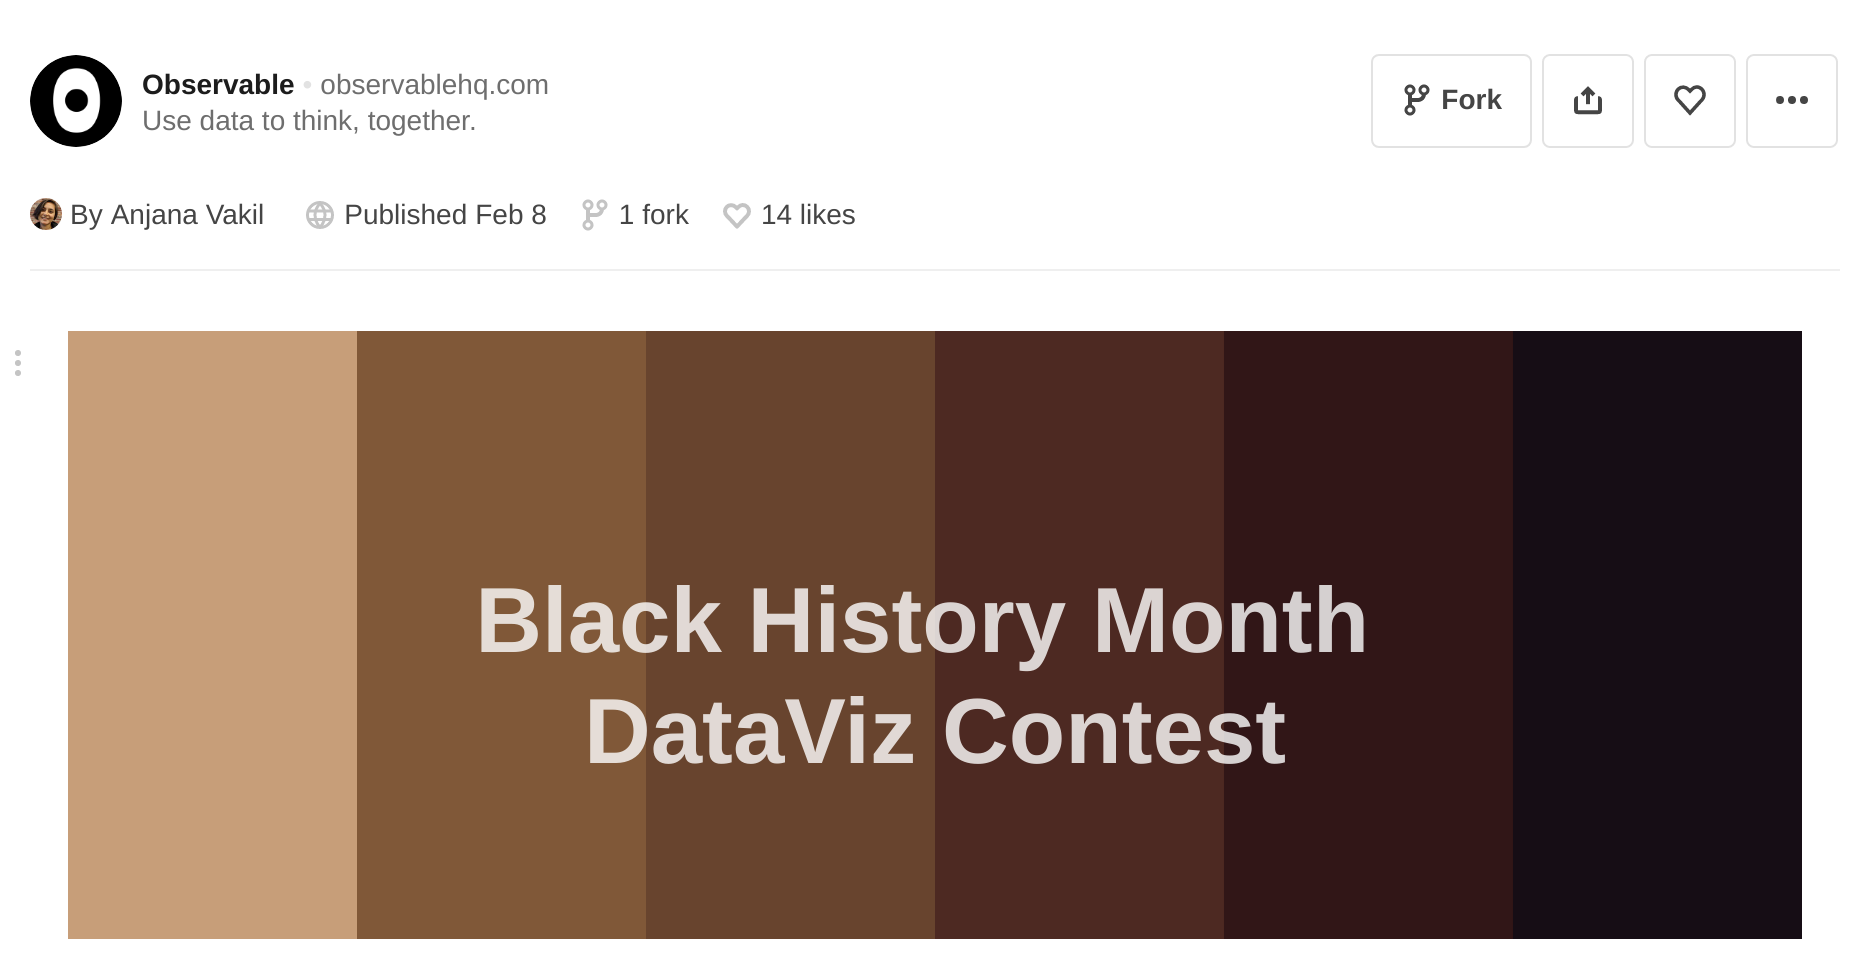 Observable • observablehq.com
Use data to think, together.
Fork
By Anjana Vakil Published Feb 8 1 fork 14 likes
Black History Month
DataViz Contest